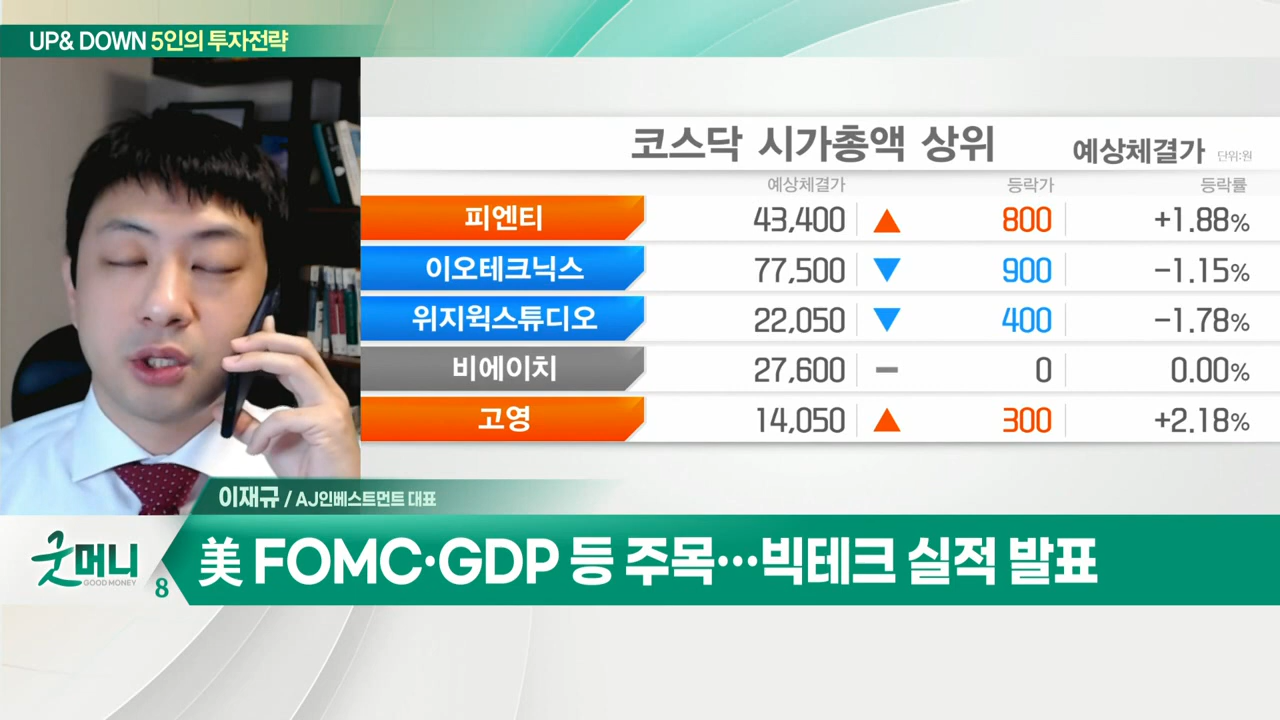 UP& DOWN 5인의 투자전략
코스닥 시가총액 상위 예상체결가 단위:원
예상체결가 등락가 등락률
피엔티 43,400 ▲ 800 +1.88%
이오테크닉스 77,500 ▼ 900 -1.15%
위지윅스튜디오 22,050 ▼ 400 -1.78%
비에이치 27,600 - 0 0.00%
고영 14,050 ▲ 300 +2.18%
이재규 / AJ인베스트먼트 대표
굿머니
GOOD MONEY
8
美 FOMC·GDP 등 주목…빅테크 실적 발표